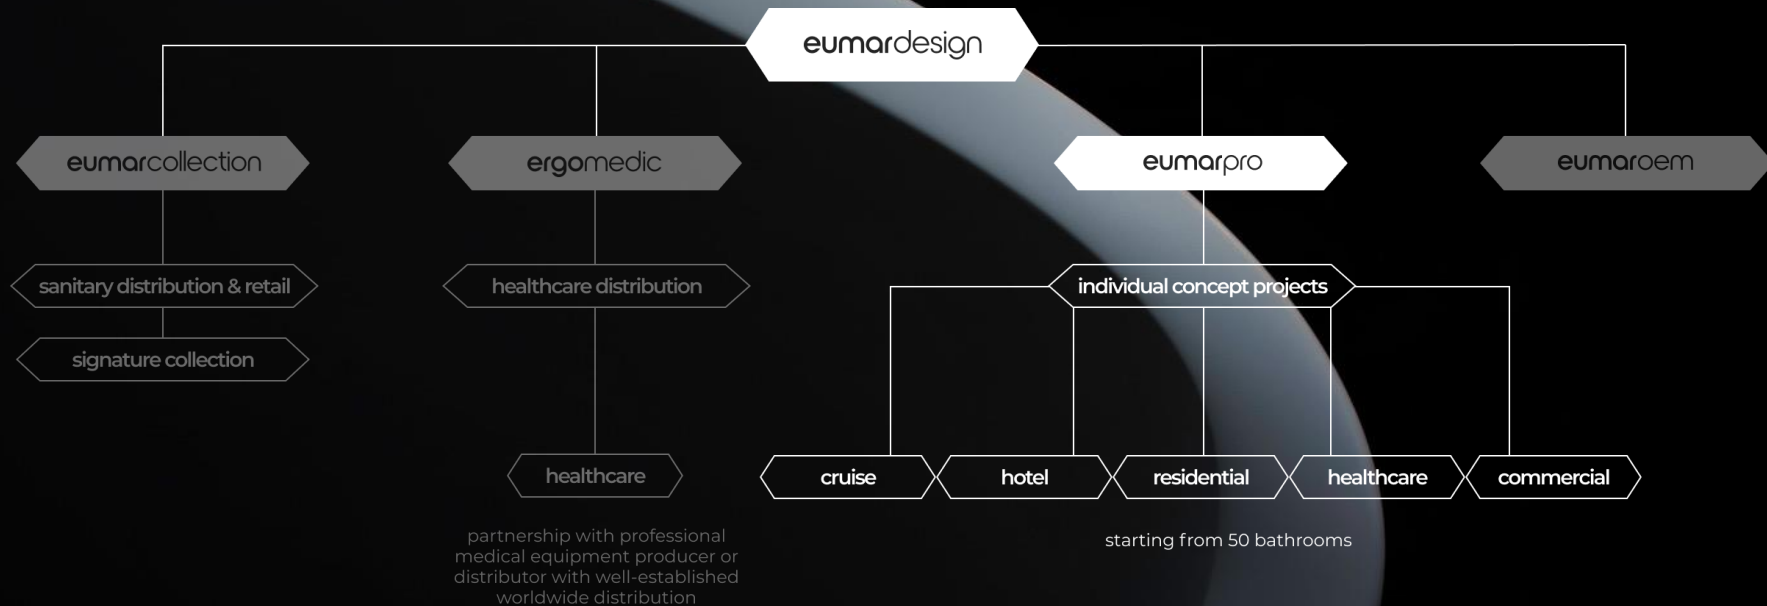 eumardesign
eumarcollection
ergomedic
eumarpro
eumaroem
sanitary distribution & retail
healthcare distribution
individual concept projects
signature collection
healthcare
cruise
hotel
residential
healthcare
commercial
partnership with professional
medical equipment producer or
distributor with well-established
worldwide distribution
starting from 50 bathrooms